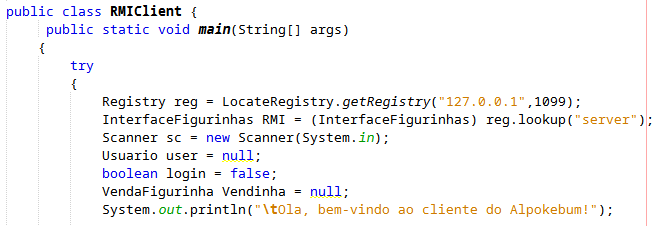 public class RMIClient {
public static void main(String[] args)
{
try
{
Registry reg = LocateRegistry.getRegistry("127.0.0.1",1099);
InterfaceFigurinhas RMI = (InterfaceFigurinhas) reg.lookup("server");
Scanner sc = new Scanner(System.in);
Usuario user = null;
boolean login = false;
VendaFigurinha Vendinha = null;
System.out.println("\tOla, bem-vindo ao cliente do Alpokebum!");